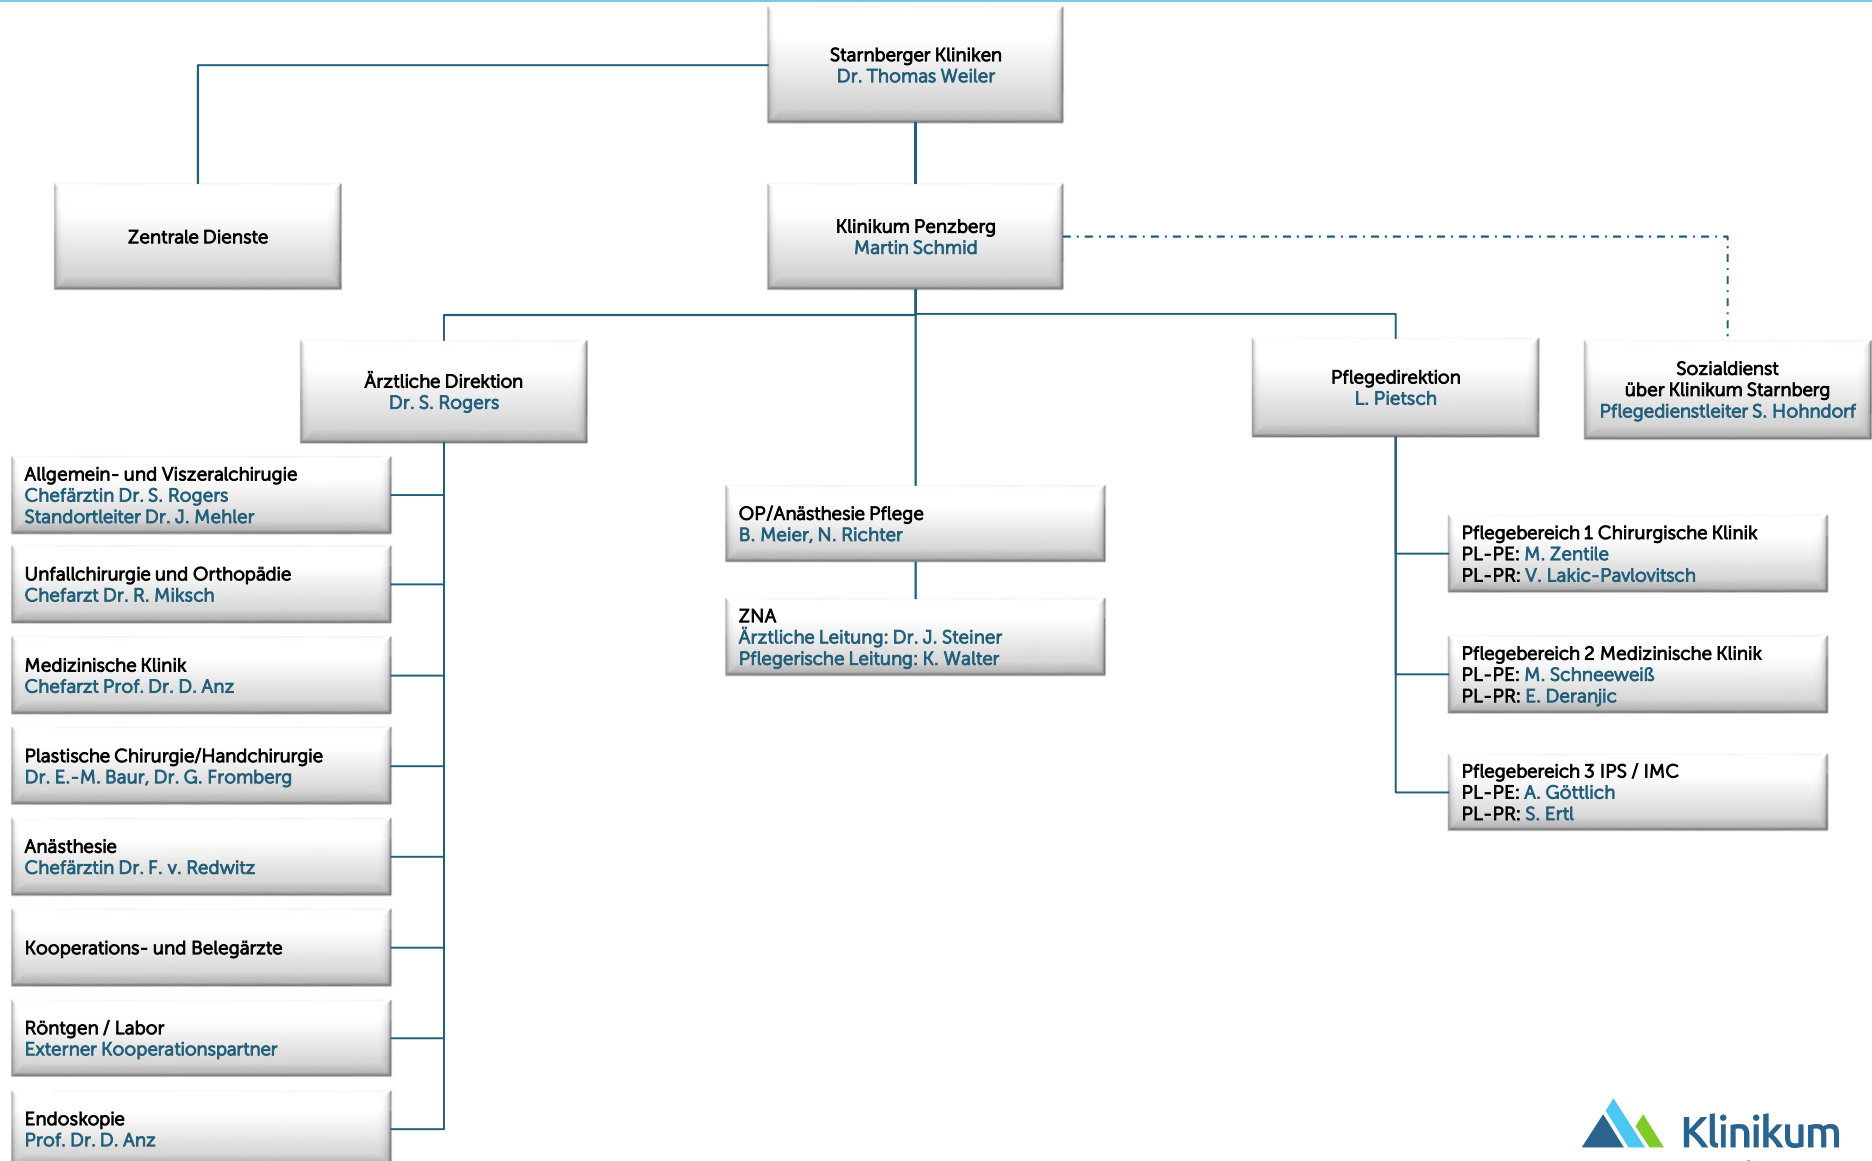 Starnberger Kliniken
Dr. Thomas Weiler
Zentrale Dienste
Klinikum Penzberg
Martin Schmid
Ärztliche Direktion
Dr. S. Rogers
Pflegedirektion
L. Pietsch
Sozialdienst
über Klinikum Starnberg
Pflegedienstleiter S. Hohndorf
Allgemein- und Viszeralchirugie
Chefärztin Dr. S. Rogers
Standortleiter Dr. J. Mehler
Unfallchirurgie und Orthopädie
Chefarzt Dr. R. Miksch
Medizinische Klinik
Chefarzt Prof. Dr. D. Anz
Plastische Chirurgie/Handchirurgie
Dr. E.-M. Baur, Dr. G. Fromberg
Anästhesie
Chefärztin Dr. F. v. Redwitz
Kooperations- und Belegärzte
Röntgen / Labor
Externer Kooperationspartner
Endoskopie
Prof. Dr. D. Anz
OP/Anästhesie Pflege
B. Meier, N. Richter
ZNA
Ärztliche Leitung: Dr. J. Steiner
Pflegerische Leitung: K. Walter
Pflegebereich 1 Chirurgische Klinik
PL-PE: M. Zentile
PL-PR: V. Lakic-Pavlovitsch
Pflegebereich 2 Medizinische Klinik
PL-PE: M. Schneeweiß
PL-PR: E. Deranjic
Pflegebereich 3 IPS / IMC
PL-PE: A. Göttlich
PL-PR: S. Ertl
Klinikum